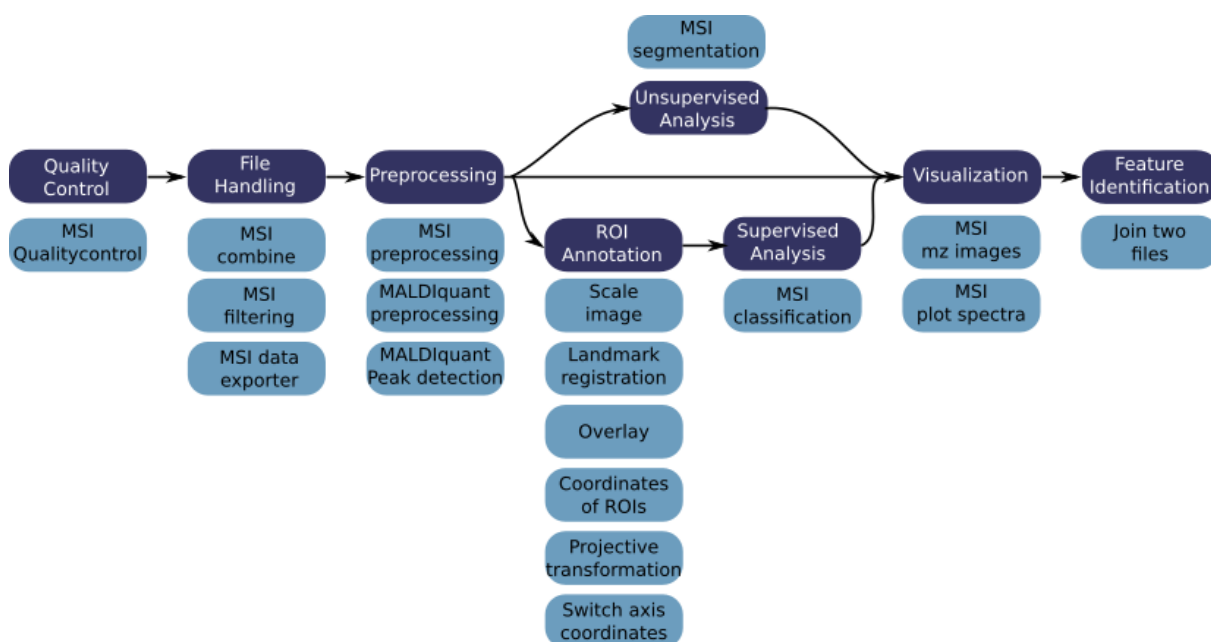 MSI
segmentation
Unsupervised
Analysis
Quality
Control
MSI
Qualitycontrol
File
Handling
MSI
combine
MSI
filtering
MSI data
exporter
Preprocessing
MSI
preprocessing
MALDIquant
preprocessing
MALDIquant
Peak detection
ROI
Annotation
Scale
image
Landmark
registration
Overlay
Coordinates
of ROIs
Projective
transformation
Switch axis
coordinates
Supervised
Analysis
MSI
classification
Visualization
MSI
mz images
MSI
plot spectra
Feature
Identification
Join two
files